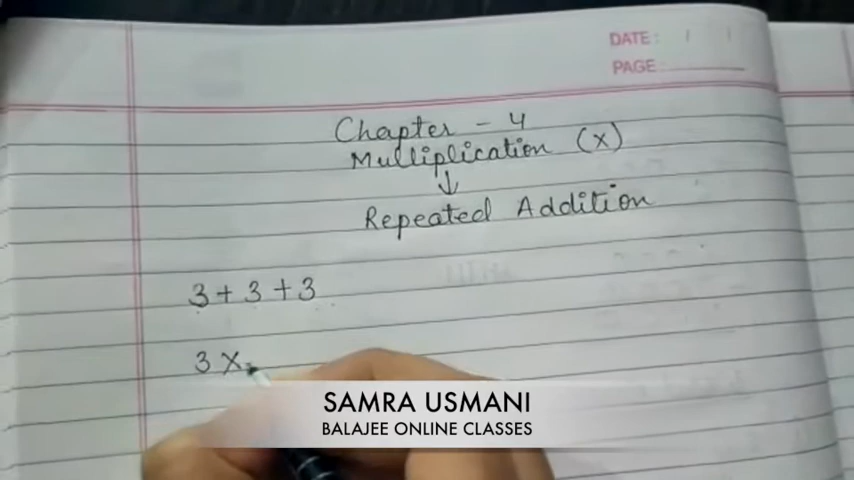 DATE:
PAGE:
Chapter - 4
Multiplication (x)
↓
Repeated Addition
3 + 3 + 3
3 x
SAMRA USMANI
BALAJEE ONLINE CLASSES